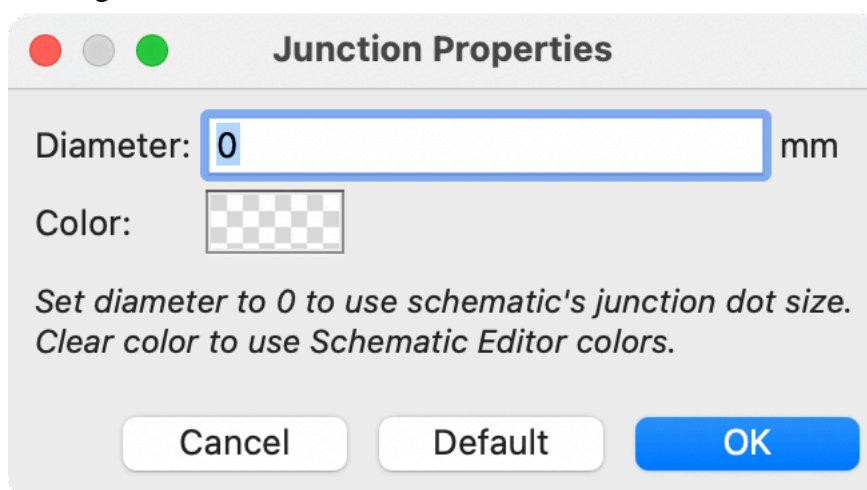 Junction Properties
Diameter: 0 mm
Color:
Set diameter to 0 to use schematic's junction dot size.
Clear color to use Schematic Editor colors.
Cancel Default OK